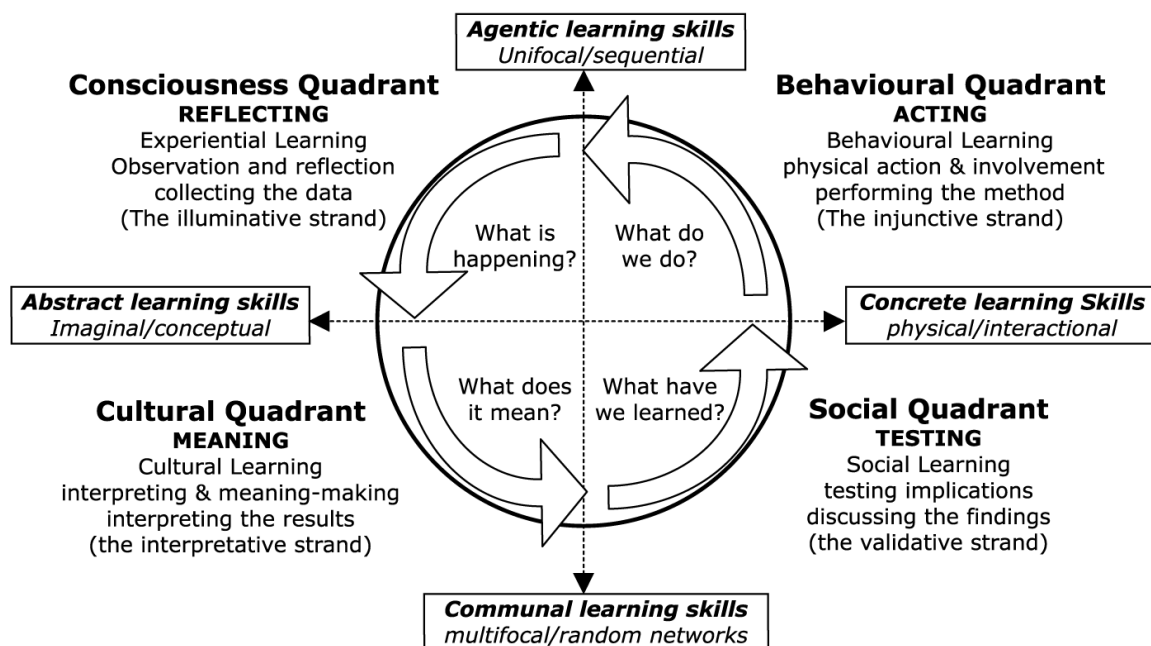 Agentic learning skills
Unifocal/sequential
Consciousness Quadrant
REFLECTING
Experiential Learning
Observation and reflection
collecting the data
(The illuminative strand)
Behavioural Quadrant
ACTING
Behavioural Learning
physical action & involvement
performing the method
(The injunctive strand)
What is
happening?
What do
we do?
Abstract learning skills
Imaginal/conceptual
Concrete learning Skills
physical/interactional
What does
it mean?
What have
we learned?
Cultural Quadrant
MEANING
Cultural Learning
interpreting & meaning-making
interpreting the results
(the interpretative strand)
Social Quadrant
TESTING
Social Learning
testing implications
discussing the findings
(the validative strand)
Communal learning skills
multifocal/random networks